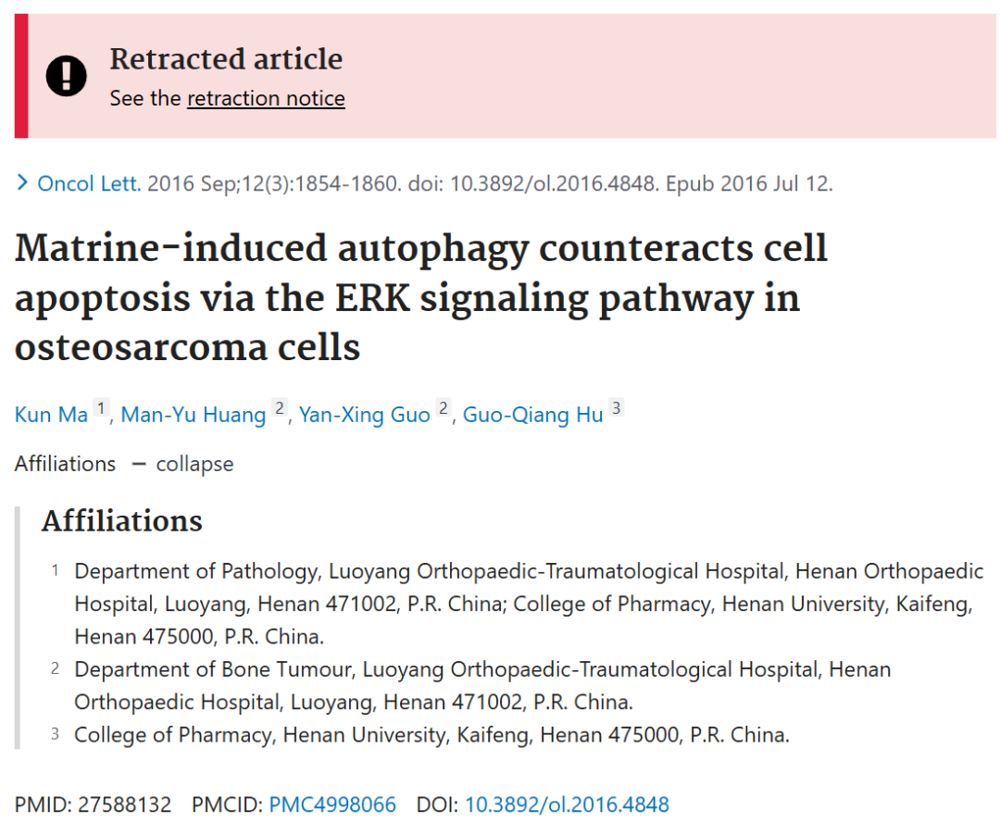 Retracted article
See the retraction notice
Oncol Lett. 2016 Sep;12(3):1854-1860. doi: 10.3892/ol.2016.4848. Epub 2016 Jul 12.
Matrine-induced autophagy counteracts cell
apoptosis via the ERK signaling pathway in
osteosarcoma cells
Kun Ma 1, Man-Yu Huang 2, Yan-Xing Guo 2, Guo-Qiang Hu 3
Affiliations — collapse
Affiliations
1 Department of Pathology, Luoyang Orthopaedic-Traumatological Hospital, Henan Orthopaedic
Hospital, Luoyang, Henan 471002, P.R. China; College of Pharmacy, Henan University, Kaifeng,
Henan 475000, P.R. China.
2 Department of Bone Tumour, Luoyang Orthopaedic-Traumatological Hospital, Henan
Orthopaedic Hospital, Luoyang, Henan 471002, P.R. China.
3 College of Pharmacy, Henan University, Kaifeng, Henan 475000, P.R. China.
PMID: 27588132 PMCID: PMC4998066 DOI: 10.3892/ol.2016.4848